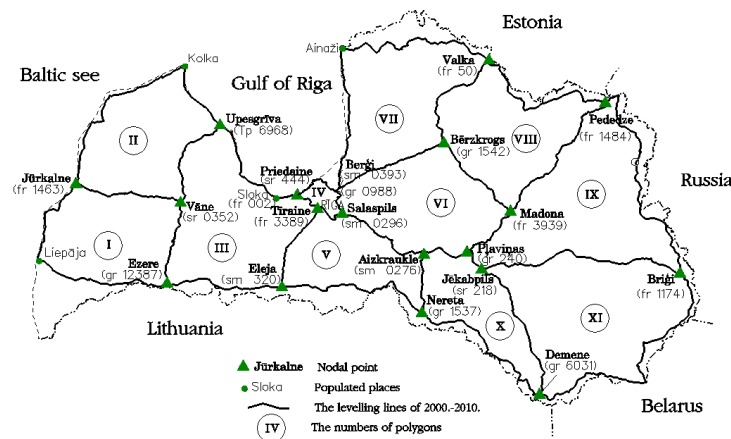 Estonia
Ainaži
Valka
(fr 50)
Kolka
Baltic see
Gulf of Riga
Upesgrīva
(Tp 6968)
Pededze
(fr 1484)
VII
VIII
II
Bērzkrogs
(gr 1542)
Jūrkalne
(fr 1463)
Priedaine
(sr 444)
Berģi
(sm 0393)
IV
(gr 0988)
Sloka
(fr 002)
RĪGA
Russia
IX
Vāne
(sr 0352)
Tīraine
(fr 3389)
Salaspils
(sm 0296)
VI
Madona
(fr 3939)
I
III
V
Liepāja
Ezere
(gr 12387)
Eleja
(sm 320)
Aizkraukle
(sm 0276)
Pļaviņas
(gr 240)
Jēkabpils
(sr 218)
Briģi
(fr 1174)
Nereta
(gr 1537)
Lithuania
X
XI
Demene
(gr 6031)
Belarus
Jūrkalne Nodal point
Sloka Populated places
The levelling lines of 2000.-2010.
IV The numbers of polygons